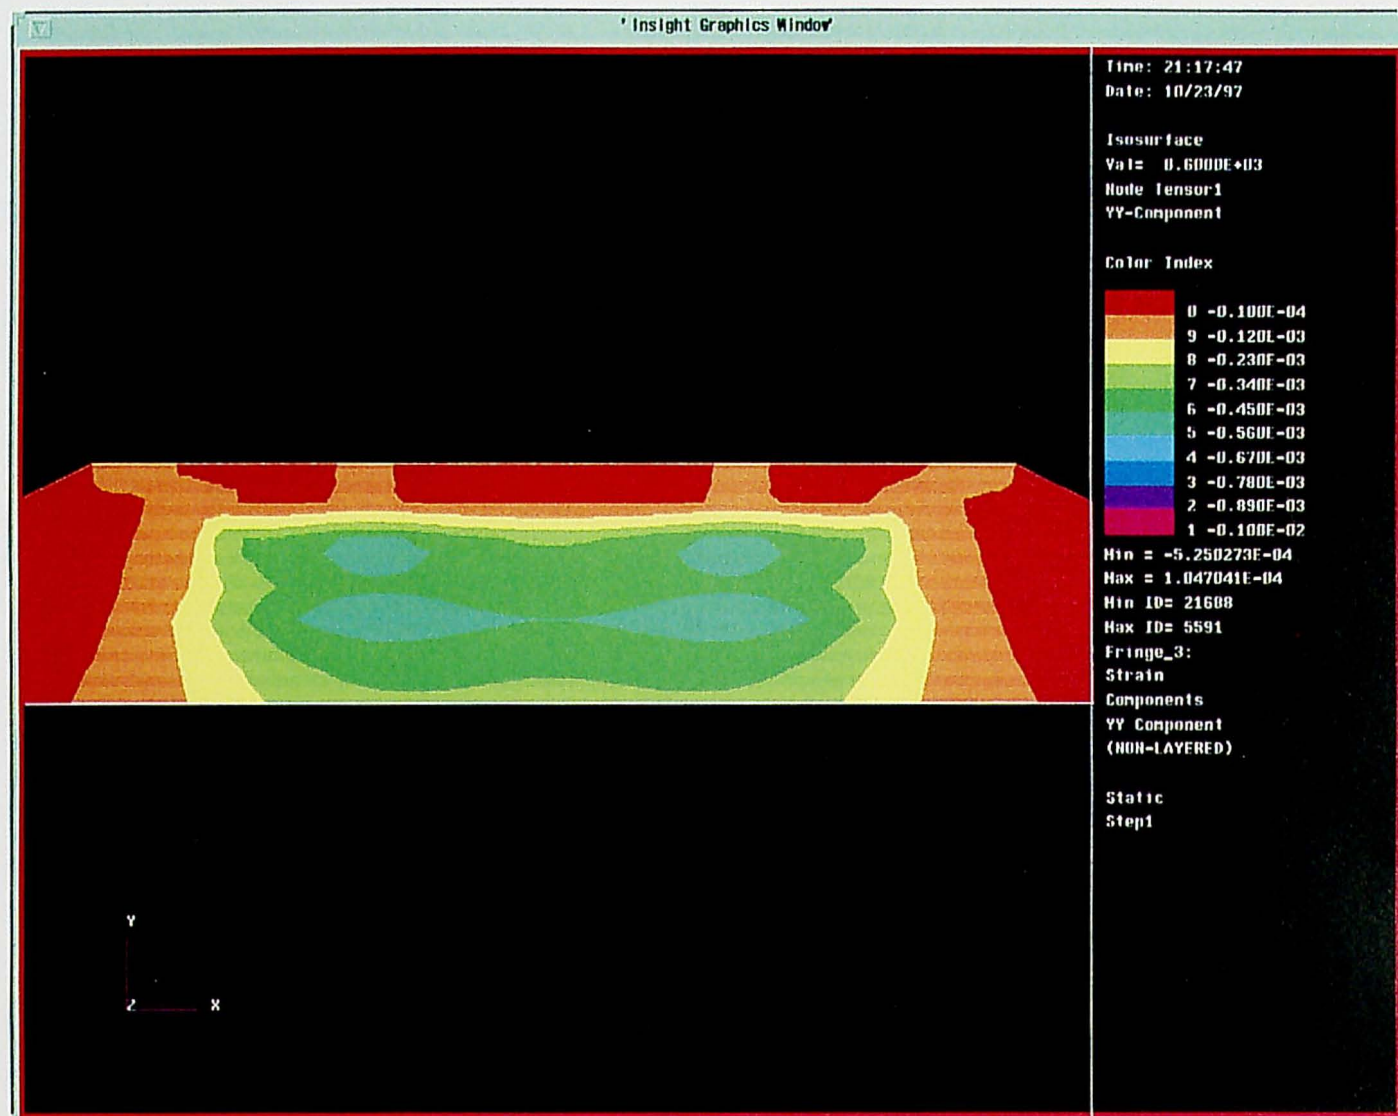 'Insight Graphics Window'
Time: 21:17:47
Date: 10/23/97
Isosurface
Val= 0.6000E+03
Node Tensor1
YY-Component
Color Index
0 -0.100E-04
9 -0.120E-03
8 -0.230E-03
7 -0.340E-03
6 -0.450E-03
5 -0.560E-03
4 -0.670E-03
3 -0.780E-03
2 -0.890E-03
1 -0.100E-02
Min = -5.250273E-04
Max = 1.047041E-04
Min ID= 21608
Max ID= 5591
Fringe_3:
Strain
Components
YY Component
(NON-LAYERED)
Static
Step1
Y
Z X